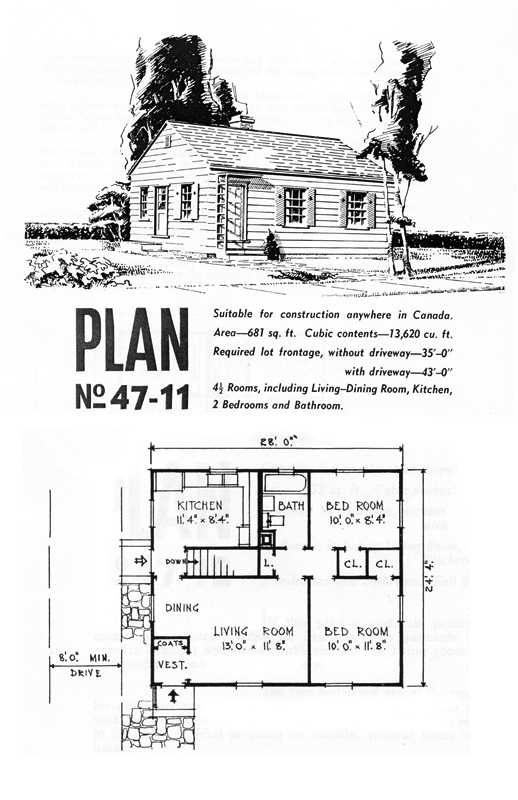 PLAN
No 47-11
Suitable for construction anywhere in Canada.
Area—681 sq. ft. Cubic contents—13,620 cu. ft.
Required lot frontage, without driveway—35'-0"
with driveway—43'-0"
4½ Rooms, including Living-Dining Room, Kitchen,
2 Bedrooms and Bathroom.
28'. 0".
KITCHEN
11'.4". x 8'.4".
BATH
BED ROOM
10'. 0". x 8'.4".
DOWN
L.
CL.
CL.
24'. 4".
DINING
LIVING ROOM
13'. 0". x 11'. 8".
BED ROOM
10'. 0". x 11'. 8".
COATS
VEST.
8'. 0". MIN.
DRIVE